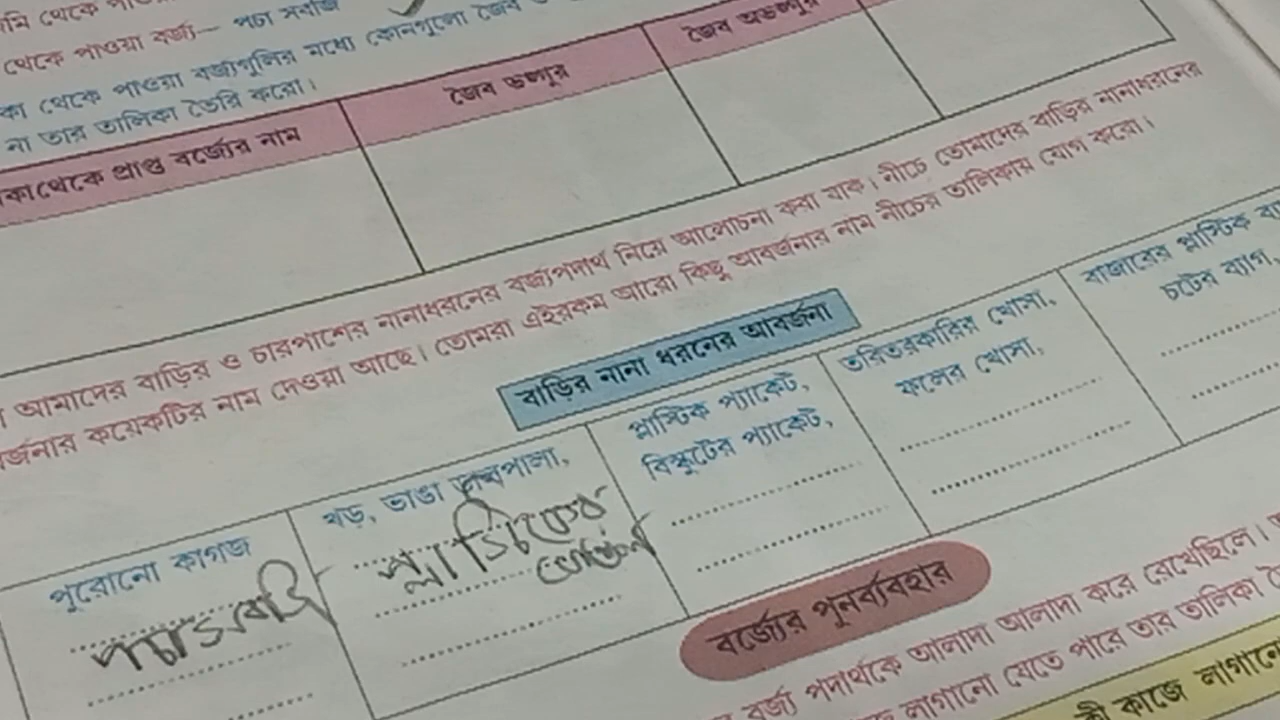 থেকে পাওয়া বর্জ্য— পচা সবজি
থেকে পাওয়া বর্জ্যগুলির মধ্যে কোনগুলো জৈব
না তার তালিকা তৈরি করো।
থেকে প্রাপ্ত বর্জ্যের নাম
জৈব ভঙ্গুর
জৈব অভঙ্গুর
আমাদের বাড়ির ও চারপাশের নানাধরনের বর্জ্যপদার্থ নিয়ে আলোচনা করা যাক। নীচে তোমাদের বাড়ির নানাধরনের
কয়েকটির নাম দেওয়া আছে। তোমরা এইরকম আরো কিছু আবর্জনার নাম নীচের তালিকায় যোগ করো।
বাড়ির নানা ধরনের আবর্জনা
পুরোনো কাগজ
খড়, ভাঙা ডালপালা,
প্লাস্টিক প্যাকেট,
বিস্কুটের প্যাকেট,
তরিতরকারির খোসা,
ফলের খোসা,
বাজারের প্লাস্টিক
চটের ব্যাগ,
বর্জ্যের পুনর্ব্যবহার
বর্জ্য পদার্থকে আলাদা আলাদা করে রেখেছিলে।
লাগানো যেতে পারে তার তালিকা
কী কাজে লাগানো